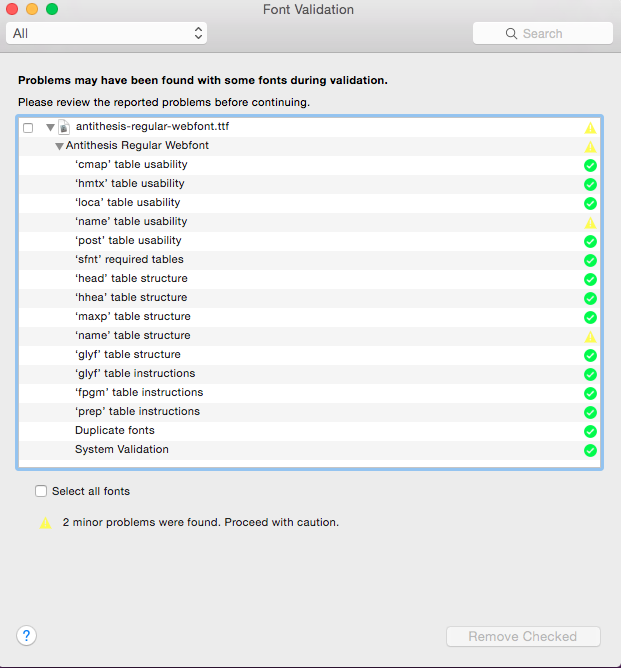 Font Validation
All
Search
Problems may have been found with some fonts during validation.
Please review the reported problems before continuing.
antithesis-regular-webfont.ttf
Antithesis Regular Webfont
‘cmap’ table usability
‘hmtx’ table usability
‘loca’ table usability
‘name’ table usability
‘post’ table usability
‘sfnt’ required tables
‘head’ table structure
‘hhea’ table structure
‘maxp’ table structure
‘name’ table structure
‘glyf’ table structure
‘glyf’ table instructions
‘fpgm’ table instructions
‘prep’ table instructions
Duplicate fonts
System Validation
Select all fonts
2 minor problems were found. Proceed with caution.
? Remove Checked